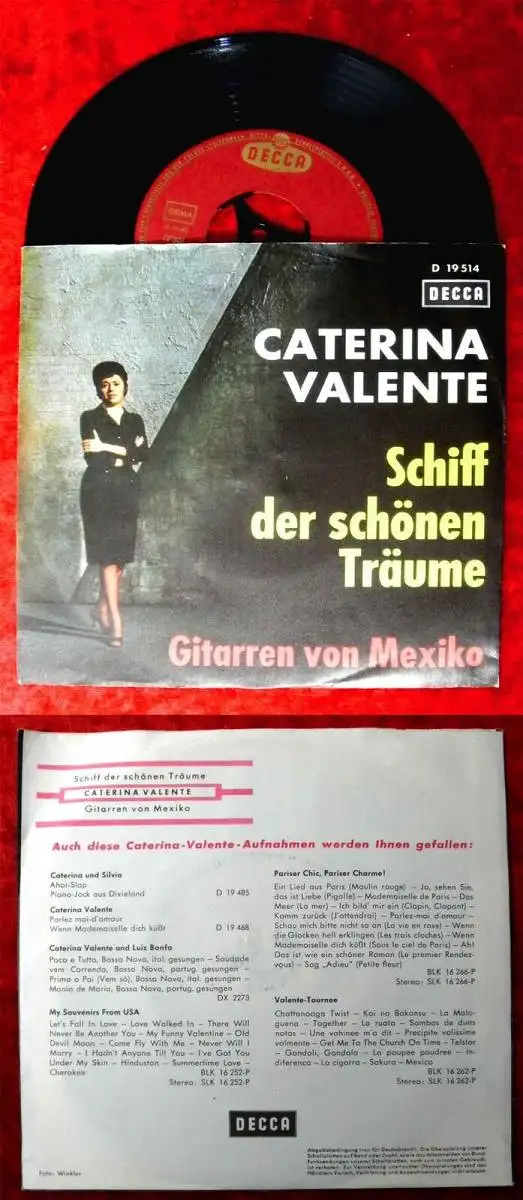 DECCA
D 19 514
DECCA
CATERINA
VALENTE
Schiff
der schönen
Träume
Gitarren von Mexiko
Schiff der schönen Träume
CATERINA VALENTE
Gitarren von Mexiko
Auch diese Caterina-Valente-Aufnahmen werden Ihnen gefallen:
Caterina und Silvio
Ahoi-Slop
Piano-Jack aus Dixieland D 19 485
Caterina Valente
Parlez moi-d'amour
Wenn Mademoiselle dich küßt D 19 468
Caterina Valente und Luiz Bonfa
Poco e Tutto, Bossa Nova, ital. gesungen – Saudade
vem Correndo, Bossa Nova, portug. gesungen –
Prima o Poi (Vem só), Bossa Nova, ital. gesungen –
Manio de Maria, Bossa Nova, portug. gesungen
DX 2273
My Souvenirs From USA
Let's Fall In Love – Love Walked In – There Will
Never Be Another You – My Funny Valentine – Old
Devil Moon – Come Fly With Me – Never Will I
Marry – I Hadn't Anyone Till You – I've Got You
Under My Skin – Hindustan – Summertime Love –
Cherokee BLK 16 252-P
Stereo: SLK 16 252-P
Pariser Chic, Pariser Charme!
Ein Lied aus Paris (Moulin rouge) – Ja, sehen Sie,
das ist Liebe (Pigalle) – Mademoiselle de Paris – Das
Meer (La mer) – Ich bild' mir ein (Clopin, Clopant) –
Komm zurück (J'attendrai) – Parlez-moi d'amour –
Schau mich bitte nicht so an (La vie en rose) – Wenn
die Glocken hell erklingen (Les trois cloches) – Wenn
Mademoiselle dich küßt (Sous le ciel de Paris) – Ah!
Das ist wie ein schöner Roman (Le premier Rendez-
vous) – Sag „Adieu" (Petite fleur)
BLK 16 266-P
Stereo: SLK 16 266-P
Valente-Tournee
Chattanooga Twist – Koi no Bakansu – La Mala-
guena – Together – La ruota – Sambas de duas
notas – Une vohinee m'a dit – Precipite volissime
volmente – Get Me To The Church On Time – Telstar
– Gondoli, Gondola – La poupee poudree – In-
diferenca – La cigarra – Sakura – Mexico
BLK 16 262-P
Stereo: SLK 16 262-P
DECCA
Foto: Winkler